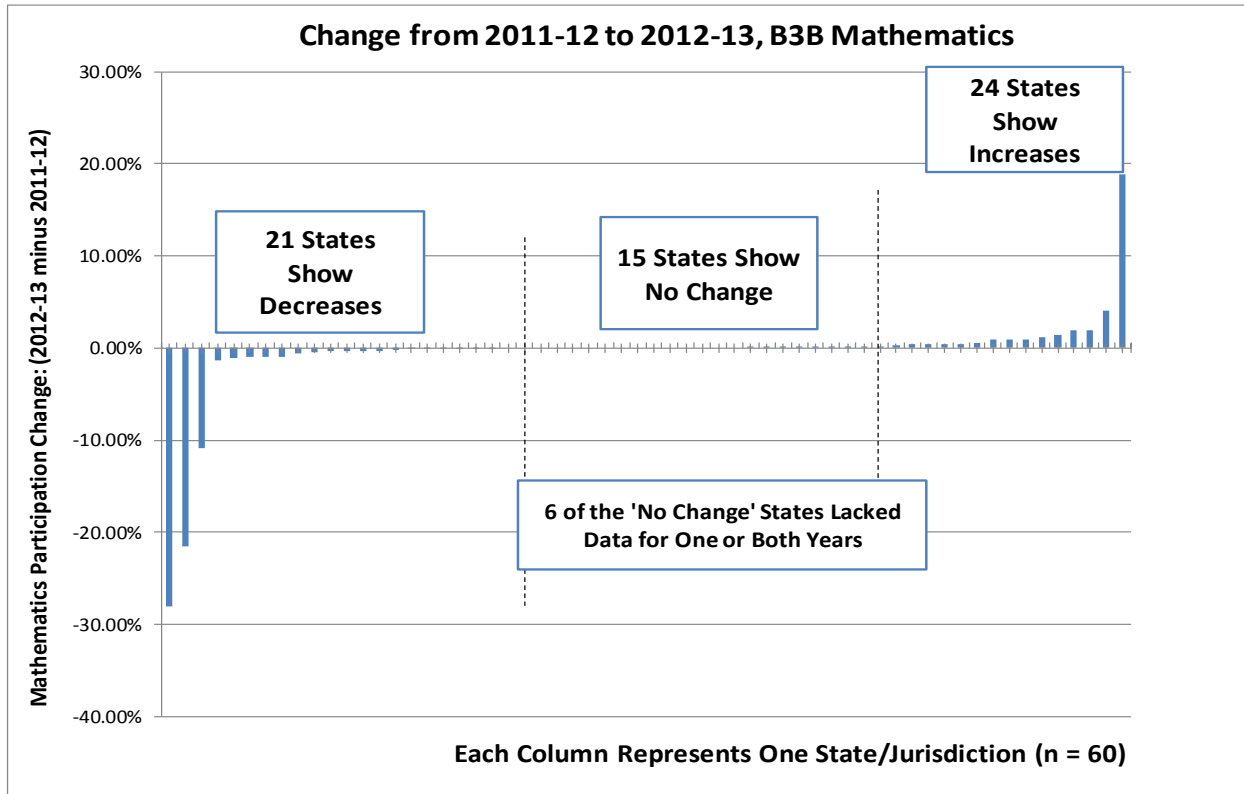 Change from 2011-12 to 2012-13, B3B Mathematics
Mathematics Participation Change: (2012-13 minus 2011-12)
30.00%
20.00%
10.00%
0.00%
-10.00%
-20.00%
-30.00%
-40.00%
21 States
Show
Decreases
15 States Show
No Change
24 States
Show
Increases
6 of the 'No Change' States Lacked
Data for One or Both Years
Each Column Represents One State/Jurisdiction (n = 60)